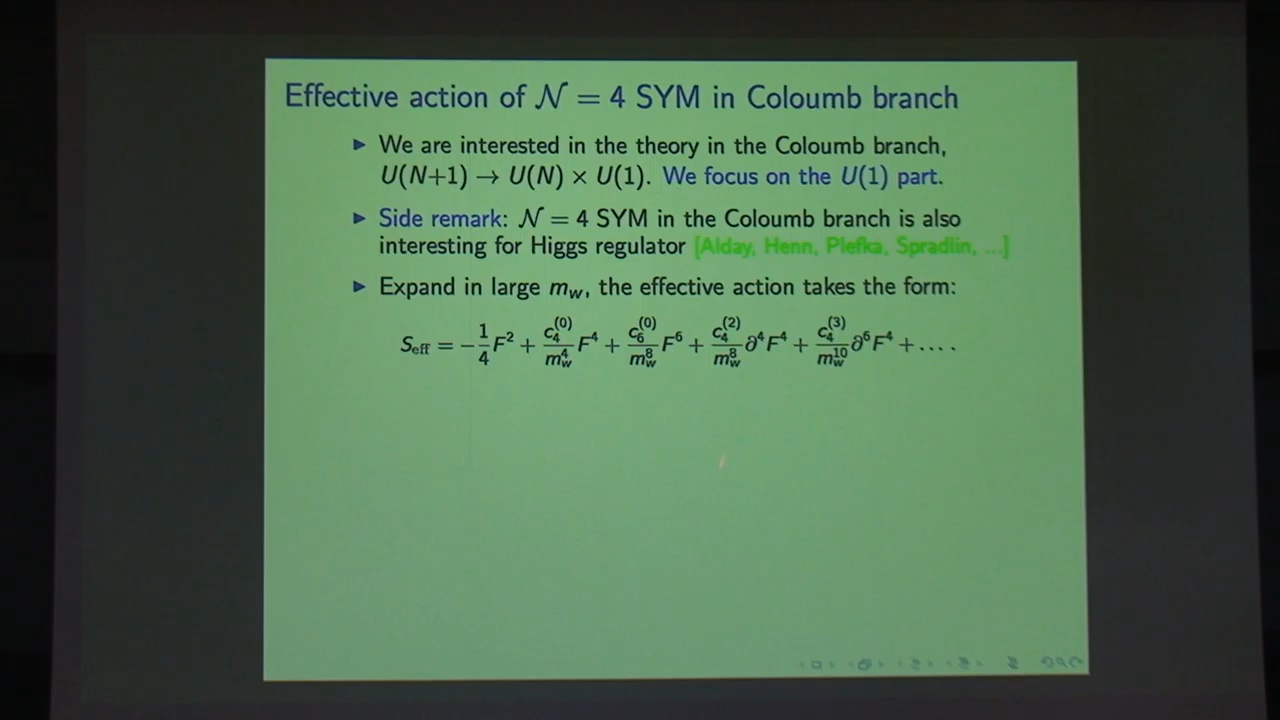 Effective action of 𝒩 = 4 SYM in Coloumb branch
▶ We are interested in the theory in the Coloumb branch,
U(N+1) → U(N) × U(1). We focus on the U(1) part.
▶ Side remark: 𝒩 = 4 SYM in the Coloumb branch is also
interesting for Higgs regulator [Alday, Henn, Plefka, Spradlin, ...]
▶ Expand in large m_w, the effective action takes the form:
S_eff = −1/4 F² + c_4^(0)/m_w^4 F⁴ + c_6^(0)/m_w^8 F⁶ + c_4^(2)/m_w^8 ∂⁴F⁴ + c_4^(3)/m_w^10 ∂⁶F⁴ + ... .